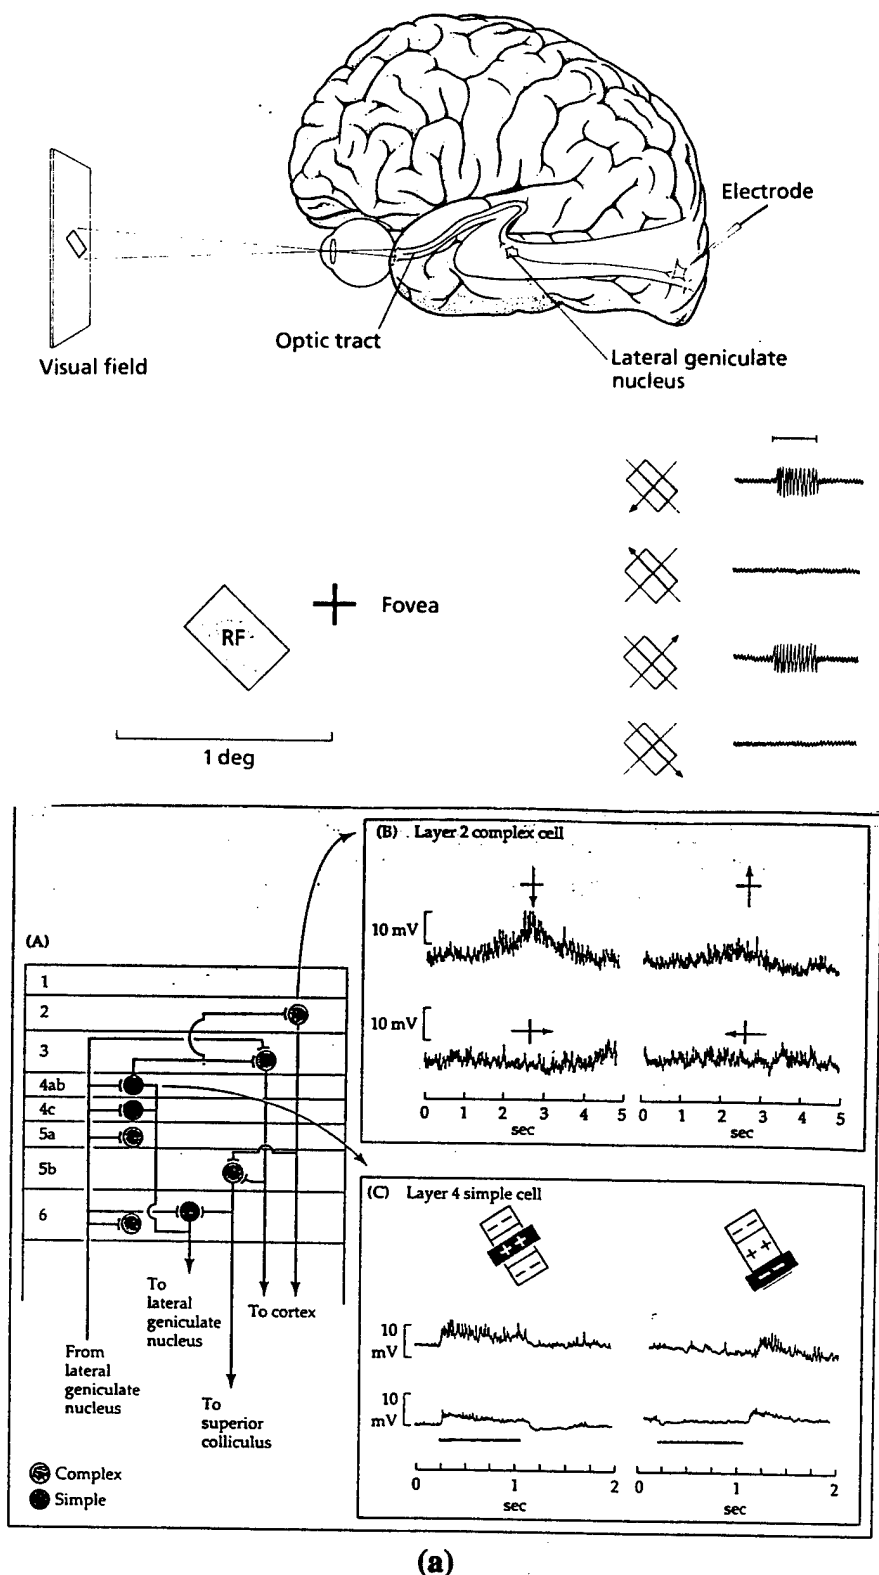 Electrode
Optic tract
Visual field
Lateral geniculate
nucleus
RF
Fovea
1 deg
(A)
1
2
3
4ab
4c
5a
5b
6
To
lateral
geniculate
nucleus
To cortex
From
lateral
geniculate
nucleus
To
superior
colliculus
Complex
Simple
(B) Layer 2 complex cell
10 mV
10 mV
0 1 2 3 4 5
sec
0 1 2 3 4 5
sec
(C) Layer 4 simple cell
− −
+ +
− −
− −
+ +
− −
10
mV
10
mV
0 1 2
sec
0 1 2
sec
(a)